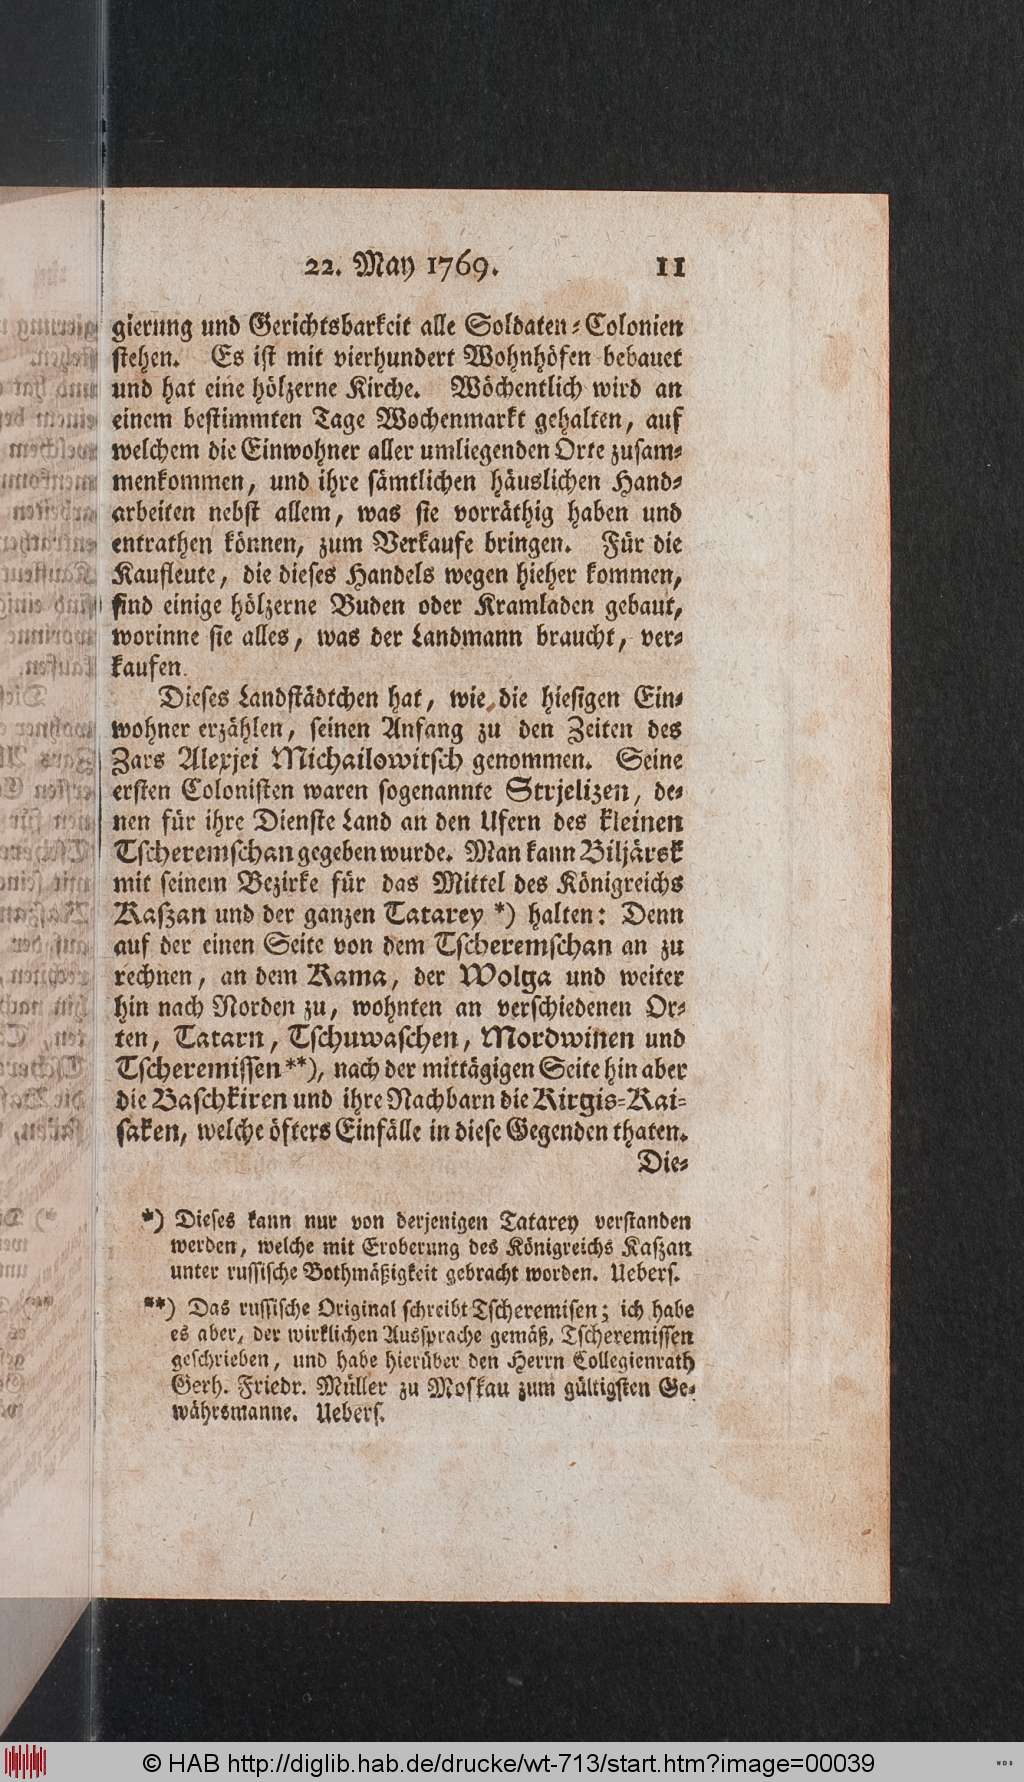 22. May 1769. 11
gierung und Gerichtsbarkeit alle Soldaten-Colonien
stehen. Es ist mit vierhundert Wohnhöfen bebauet
und hat eine hölzerne Kirche. Wöchentlich wird an
einem bestimmten Tage Wochenmarkt gehalten, auf
welchem die Einwohner aller umliegenden Orte zusam-
menkommen, und ihre sämtlichen häuslichen Hand-
arbeiten nebst allem, was sie vorräthig haben und
entrathen können, zum Verkaufe bringen. Für die
Kaufleute, die dieses Handels wegen hieher kommen,
sind einige hölzerne Buden oder Kramladen gebaut,
worinne sie alles, was der Landmann braucht, ver-
kaufen.
Dieses Landstädtchen hat, wie die hiesigen Ein-
wohner erzählen, seinen Anfang zu den Zeiten des
Zars Alexjei Michailowitsch genommen. Seine
ersten Colonisten waren sogenannte Strjelizen, de-
nen für ihre Dienste Land an den Ufern des kleinen
Tscheremschan gegeben wurde. Man kann Biljärsk
mit seinem Bezirke für das Mittel des Königreichs
Kaszan und der ganzen Tatarey *) halten: Denn
auf der einen Seite von dem Tscheremschan an zu
rechnen, an dem Kama, der Wolga und weiter
hin nach Norden zu, wohnten an verschiedenen Or-
ten, Tatarn, Tschuwaschen, Mordwinen und
Tscheremissen **), nach der mittägigen Seite hin aber
die Baschkiren und ihre Nachbarn die Kirgis-Kai-
saken, welche öfters Einfälle in diese Gegenden thaten.
Die-
*) Dieses kann nur von derjenigen Tatarey verstanden
werden, welche mit Eroberung des Königreichs Kaszan
unter russische Bothmäßigkeit gebracht worden. Uebers.
**) Das russische Original schreibt Tscheremisen; ich habe
es aber, der wirklichen Aussprache gemäß, Tscheremissen
geschrieben, und habe hierüber den Herrn Collegienrath
Gerh. Friedr. Müller zu Moskau zum gültigsten Ge-
währsmanne. Uebers.
© HAB http://diglib.hab.de/drucke/wt-713/start.htm?image=00039